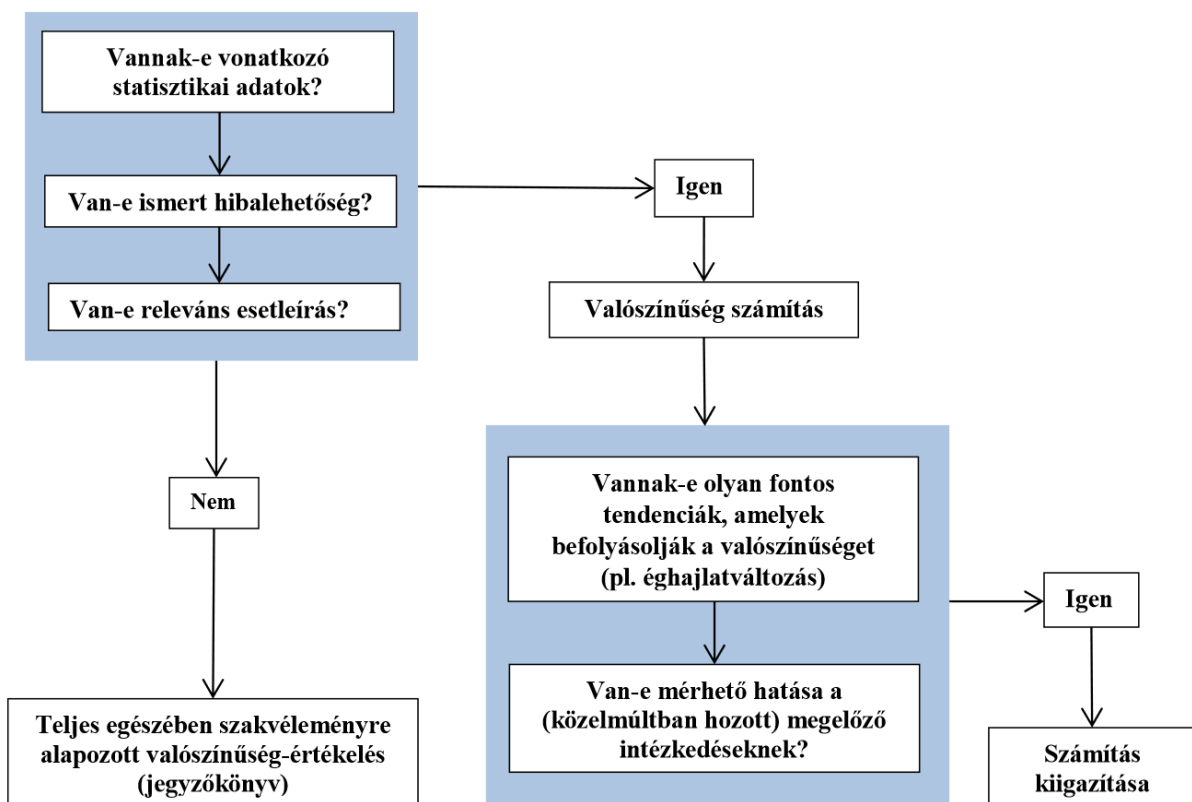 Vannak-e vonatkozó
statisztikai adatok?
Van-e ismert hibalehetőség?
Van-e releváns esetleírás?
Igen
Valószínűség számítás
Nem
Teljes egészében szakvéleményre
alapozott valószínűség-értékelés
(jegyzőkönyv)
Vannak-e olyan fontos
tendenciák, amelyek
befolyásolják a valószínűséget
(pl. éghajlatváltozás)
Van-e mérhető hatása a
(közelmúltban hozott) megelőző
intézkedéseknek?
Igen
Számítás
kiigazítása